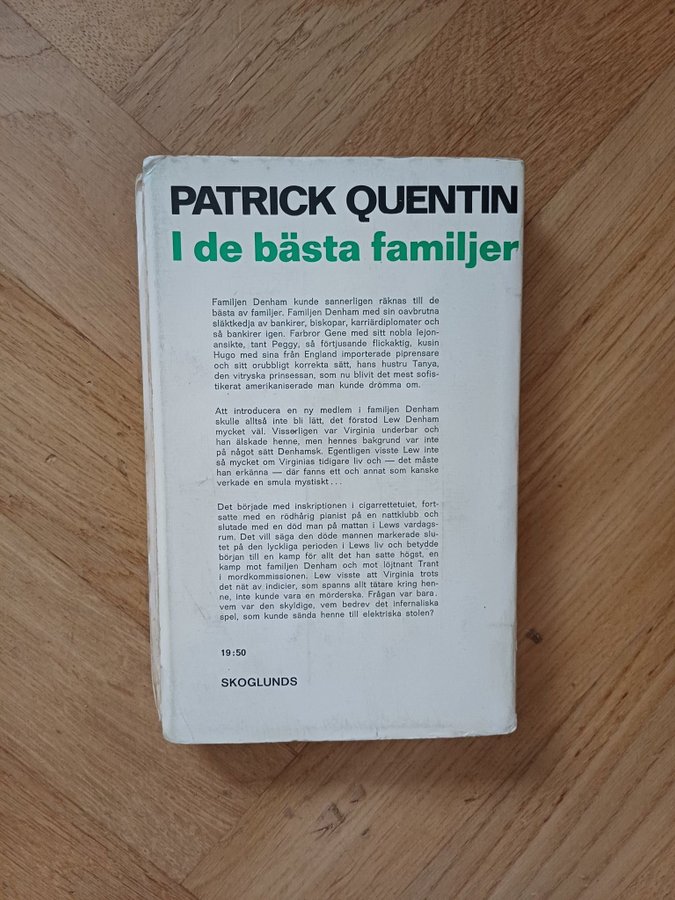 PATRICK QUENTIN
I de bästa familjer
Familjen Denham kunde sannerligen räknas till de
bästa av familjer. Familjen Denham med sin oavbrutna
släktkedja av bankirer, biskopar, karriärdiplomater och
så bankirer igen. Farbror Gene med sitt nobla lejon-
ansikte, tant Peggy, så förtjusande flickaktig, kusin
Hugo med sina från England importerade piprensare
och sitt orubbligt korrekta sätt, hans hustru Tanya,
den vitryska prinsessan, som nu blivit det mest sofis-
tikerat amerikaniserade man kunde drömma om.
Att introducera en ny medlem i familjen Denham
skulle alltså inte bli lätt, det förstod Lew Denham
mycket väl. Visserligen var Virginia underbar och
han älskade henne, men hennes bakgrund var inte
på något sätt Denhamsk. Egentligen visste Lew inte
så mycket om Virginias tidigare liv och — det måste
han erkänna — där fanns ett och annat som kanske
verkade en smula mystiskt...
Det började med inskriptionen i cigarrettetuiet, fort-
satte med en rödhårig pianist på en nattklubb och
slutade med en död man på mattan i Lews vardags-
rum. Det vill säga den döde mannen markerade slu-
tet på den lyckliga perioden i Lews liv och betydde
början till en kamp för allt det han satte högst, en
kamp mot familjen Denham och mot löjtnant Trant
i mordkommissionen. Lew visste att Virginia trots
det nät av indicier, som spanns allt tätare kring hen-
ne, inte kunde vara en mörderska. Frågan var bara.
vem var den skyldige, vem bedrev det infernaliska
spel, som kunde sända henne till elektriska stolen?
19:50
SKOGLUNDS